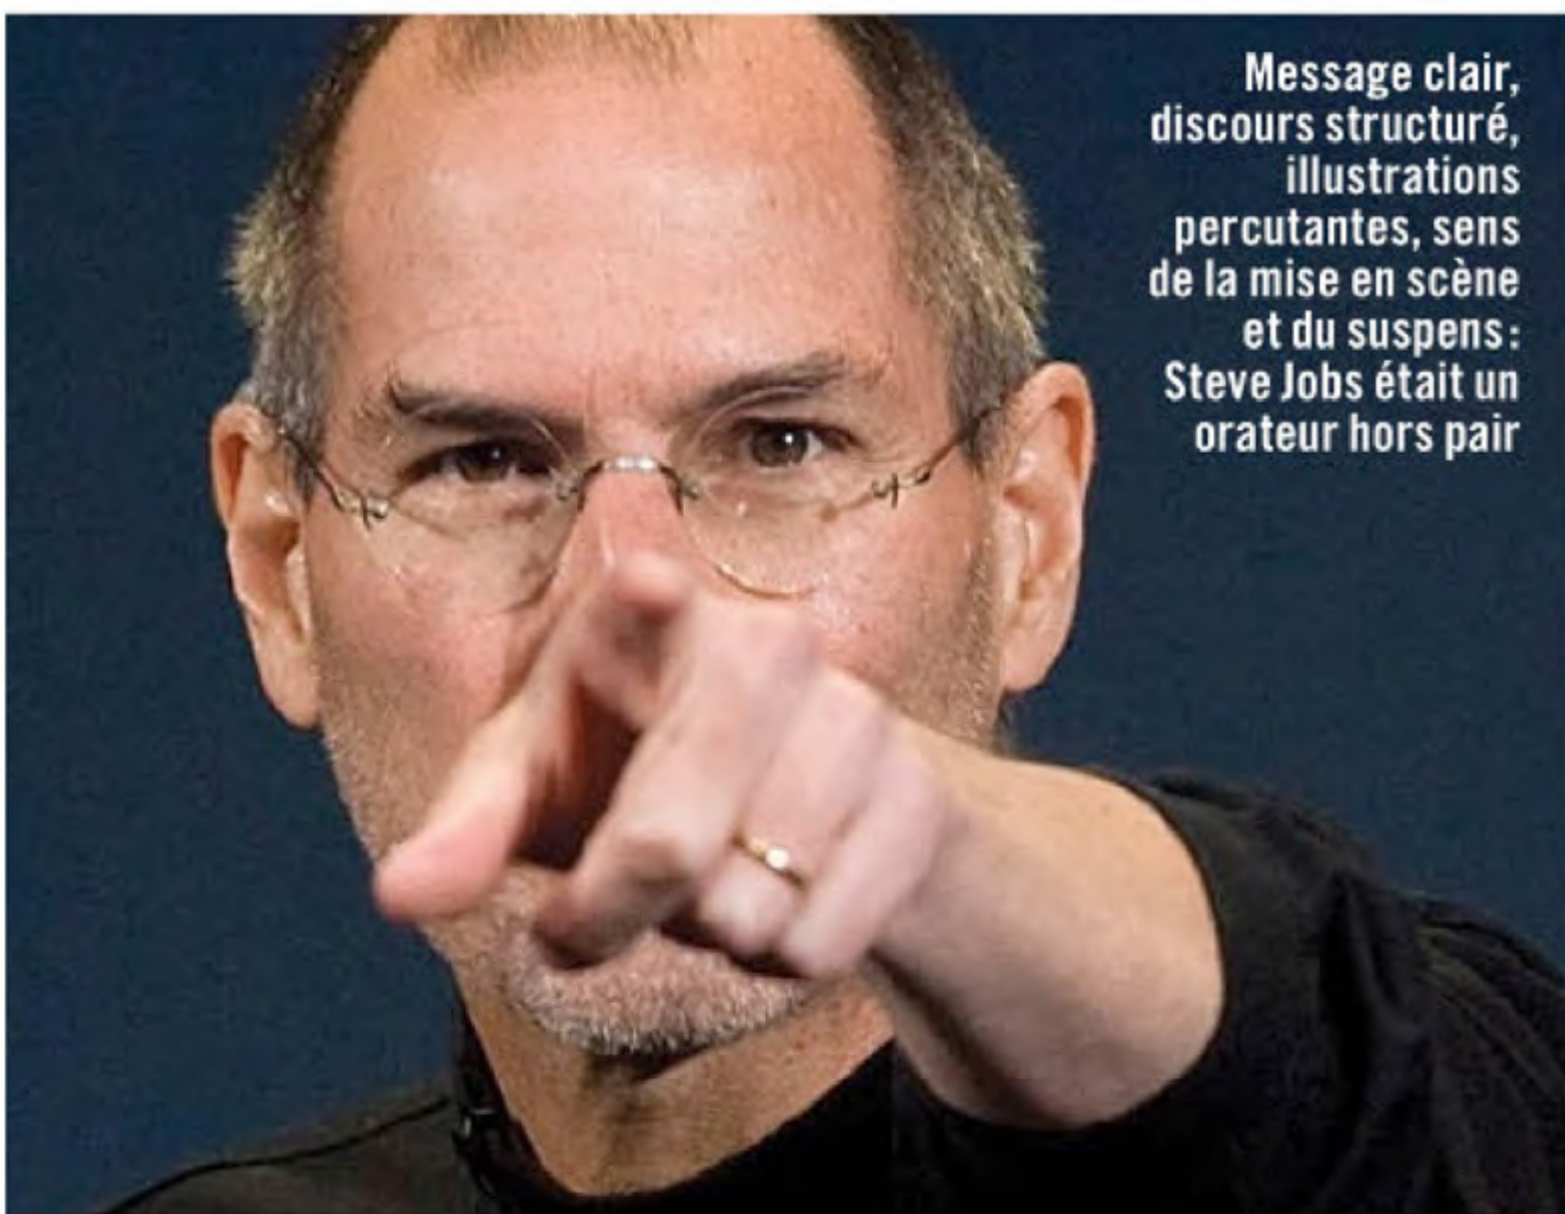 Message clair,
discours structuré,
illustrations
percutantes, sens
de la mise en scène
et du suspens :
Steve Jobs était un
orateur hors pair